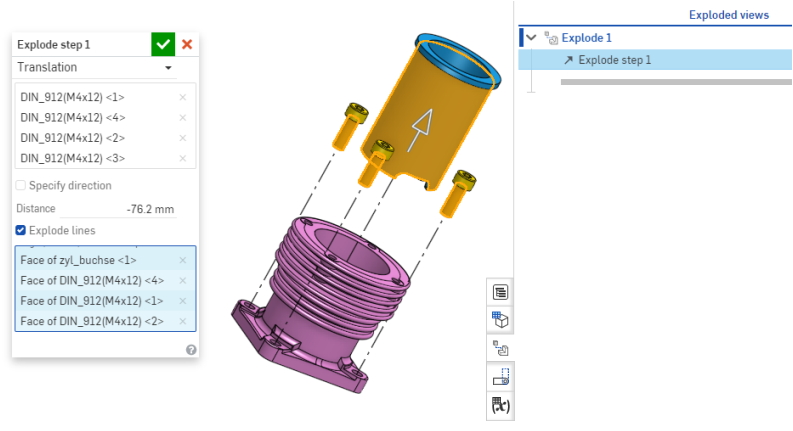 Exploded views
Explode step 1
Translation
DIN_912(M4x12) <1>
DIN_912(M4x12) <4>
DIN_912(M4x12) <2>
DIN_912(M4x12) <3>
Specify direction
Distance -76.2 mm
Explode lines
Face of zyl_buchse <1>
Face of DIN_912(M4x12) <4>
Face of DIN_912(M4x12) <1>
Face of DIN_912(M4x12) <2>
Explode 1
Explode step 1
(x)